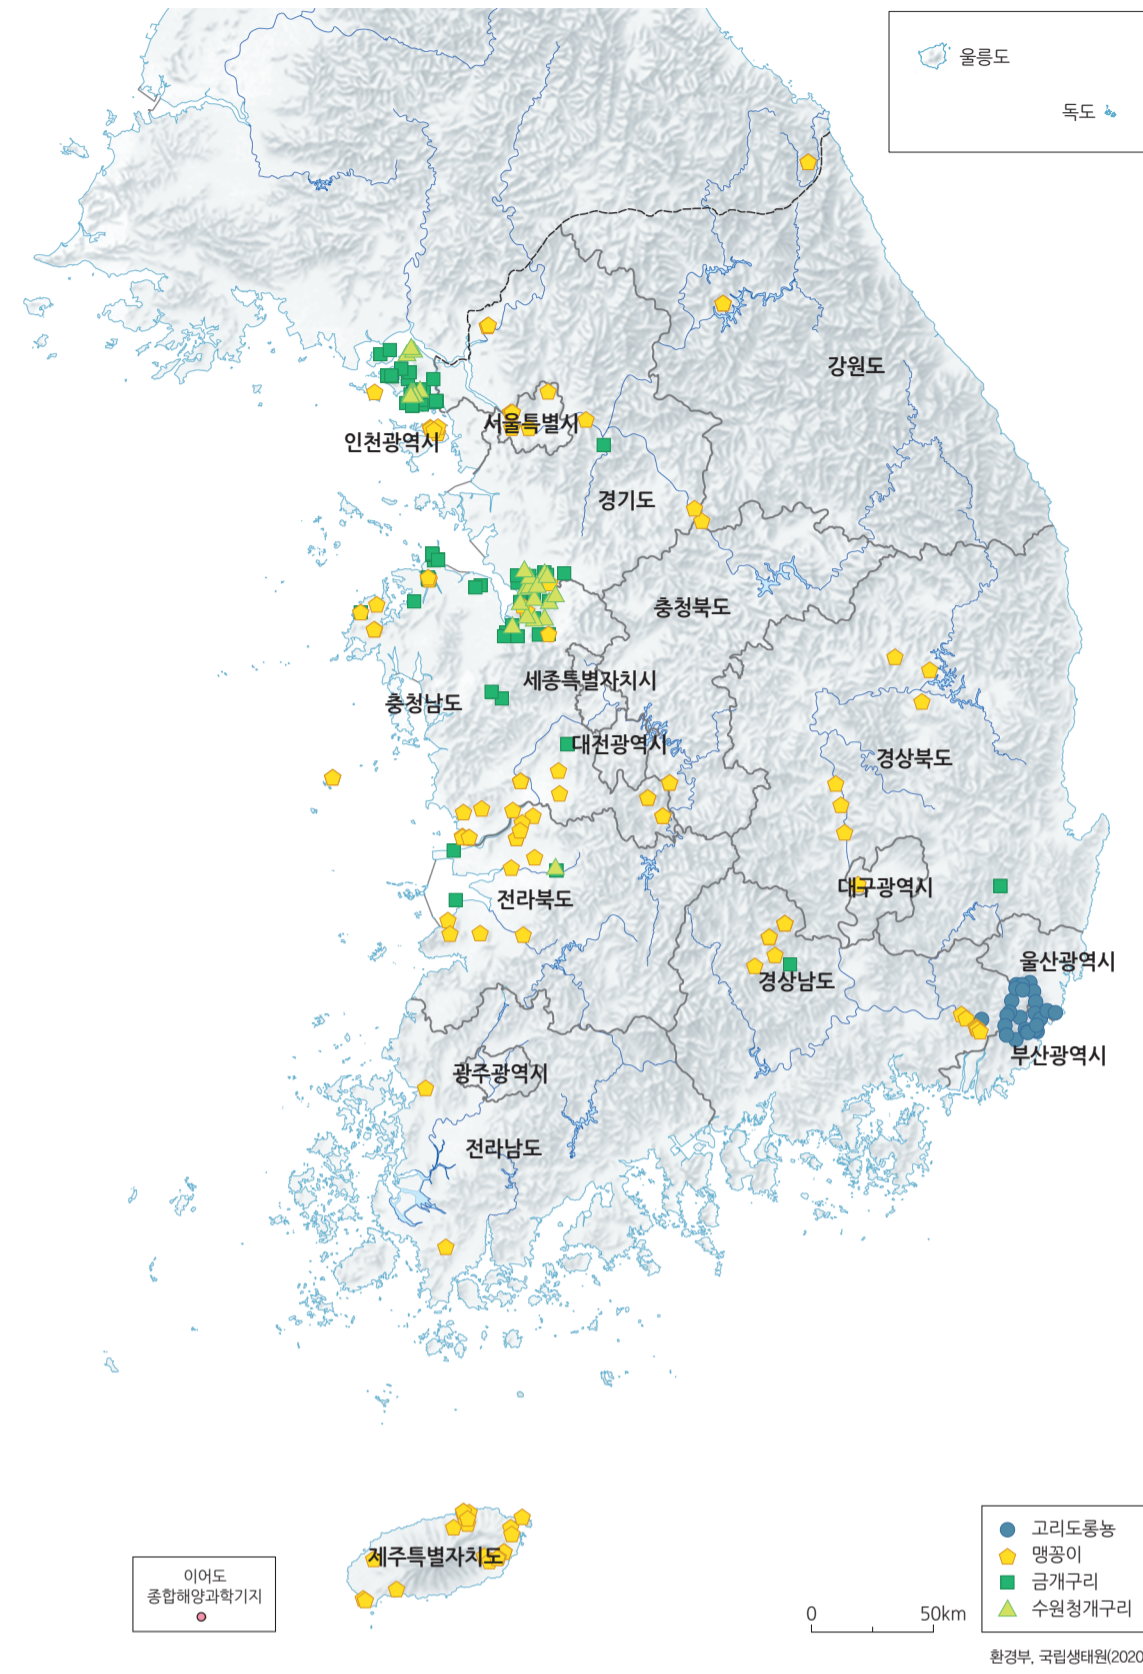 울릉도
독도
강원도
서울특별시
인천광역시
경기도
충청북도
세종특별자치시
충청남도
대전광역시
경상북도
대구광역시
전라북도
울산광역시
경상남도
부산광역시
광주광역시
전라남도
제주특별자치도
이어도
종합해양과학기지
고리도롱뇽
맹꽁이
금개구리
수원청개구리
0 50km
환경부, 국립생태원(2020